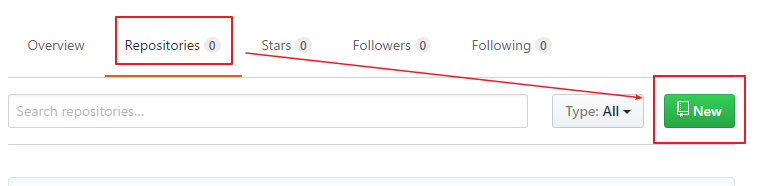 Overview Repositories 0 Stars 0 Followers 0 Following 0
Search repositories... Type: All New